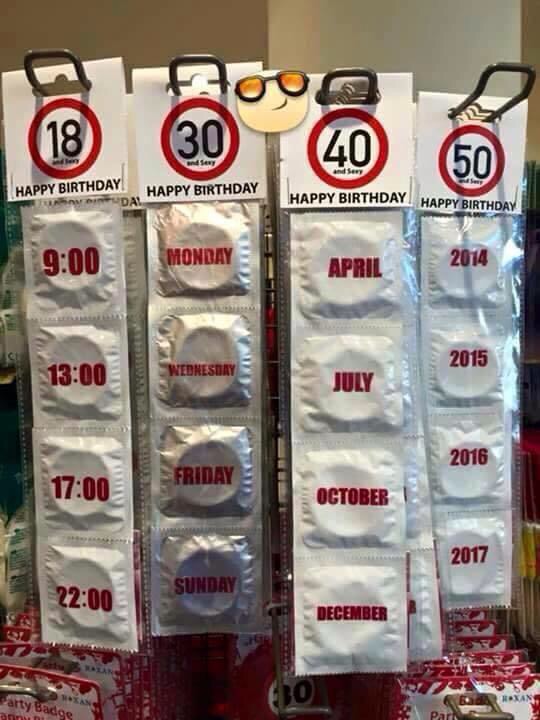 18
and Sexy
HAPPY BIRTHDAY
9:00
13:00
17:00
22:00
30
and Sexy
HAPPY BIRTHDAY
MONDAY
WEDNESDAY
FRIDAY
SUNDAY
40
and Sexy
HAPPY BIRTHDAY
APRIL
JULY
OCTOBER
DECEMBER
50
and Sexy
HAPPY BIRTHDAY
2014
2015
2016
2017
30
ROXAN
Party Badge
ROXAN